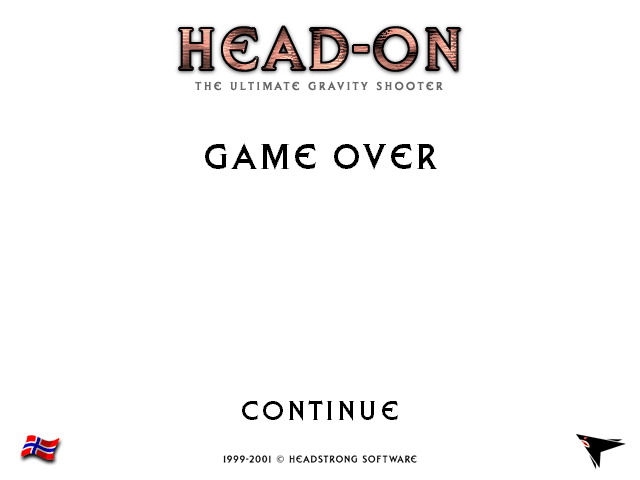 HEAD-ON
THE ULTIMATE GRAVITY SHOOTER
GAME OVER
CONTINUE
1999-2001 © HEADSTRONG SOFTWARE